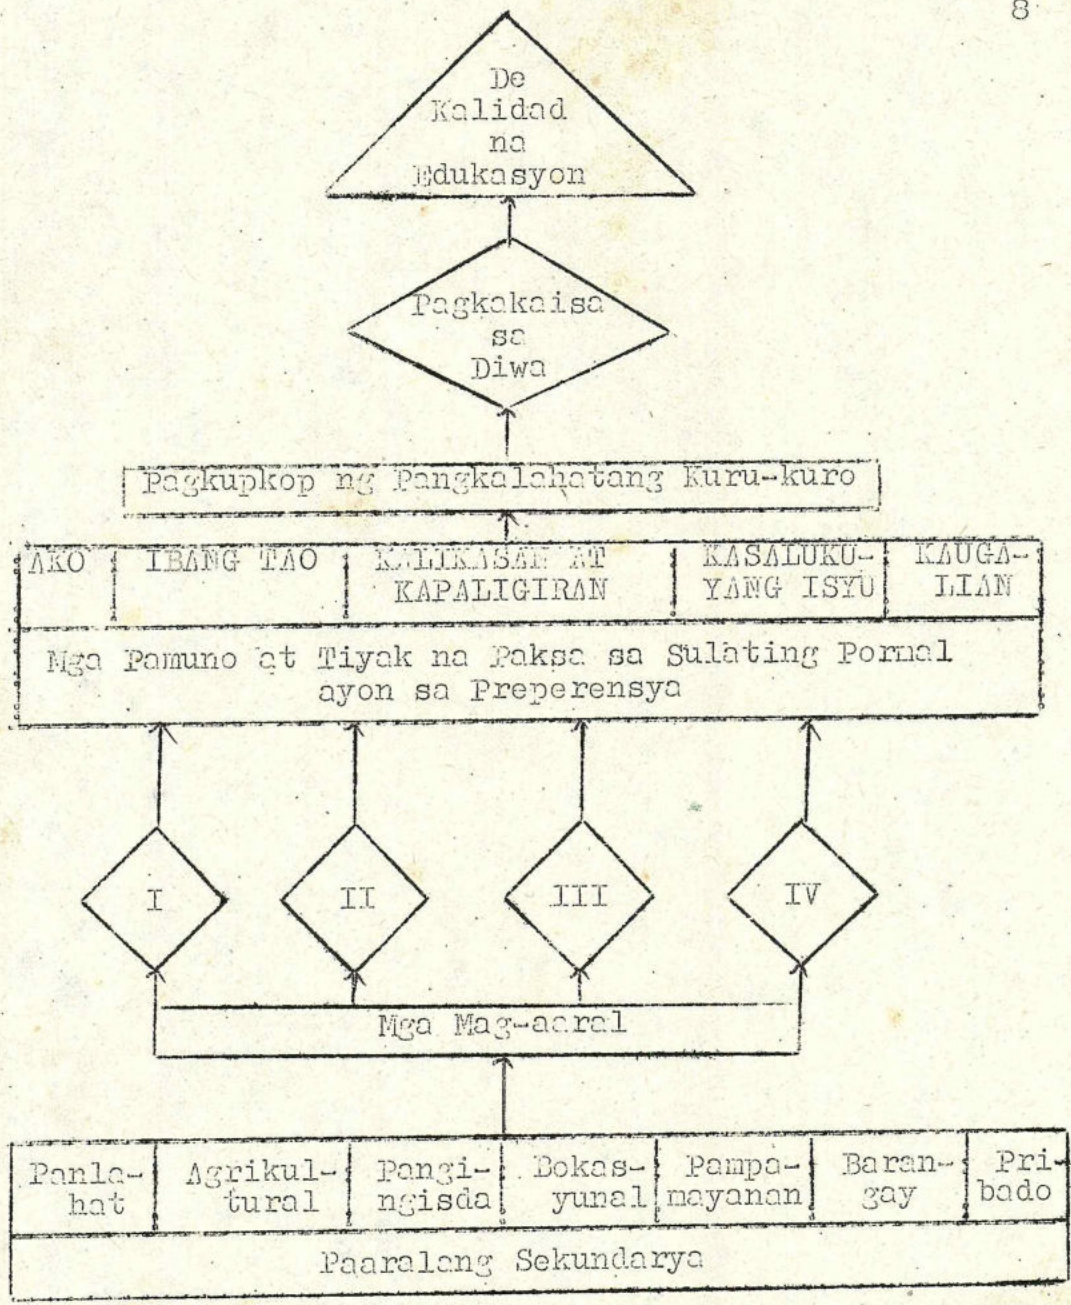 8
De
Kalidad
na
Edukasyon
Pagkakaisa
sa
Diwa
Pagkupkop ng Pangkalahatang Kuru-kuro
AKO IBANG TAO KALIKASAN AT KASALUKU- KAUGA-
KAPALIGIRAN YANG ISYU LIAN
Mga Pamuno at Tiyak na Paksa sa Sulating Pormal
ayon sa Preperensya
I II III IV
Mga Mag-aaral
Panla- Agrikul- Pangi- Bokas- Pampa- Baran- Pri-
hat tural ngisda yunal mayanan gay bado
Paaralang Sekundarya